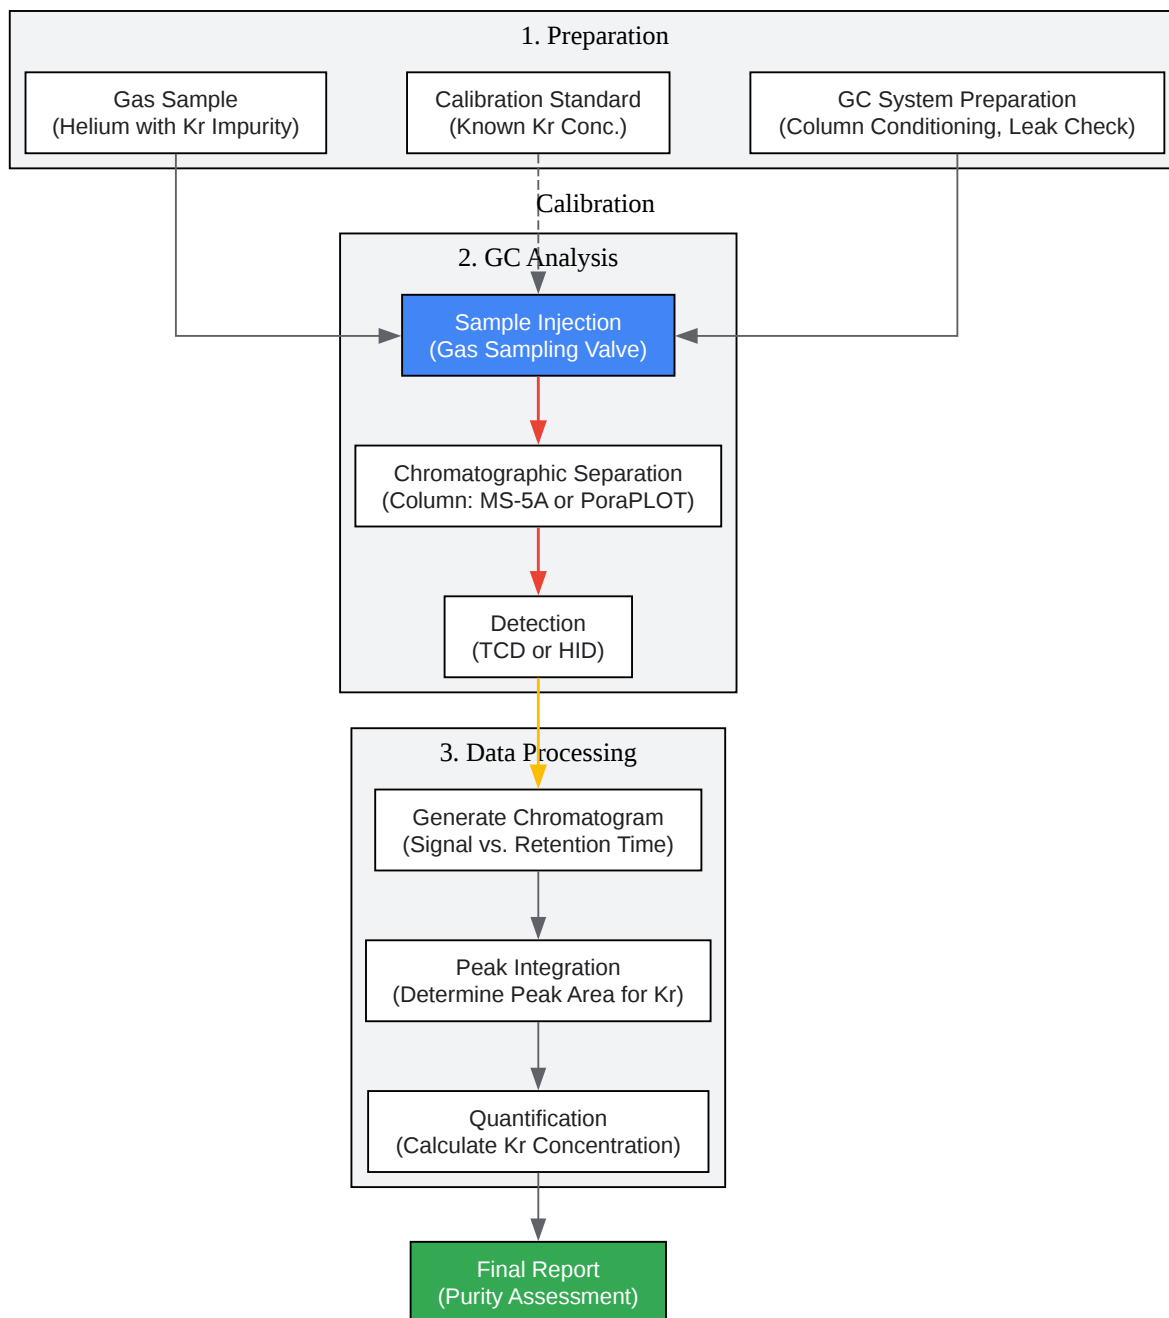 1. Preparation
Gas Sample
(Helium with Kr Impurity)
Calibration Standard
(Known Kr Conc.)
GC System Preparation
(Column Conditioning, Leak Check)
Calibration
2. GC Analysis
Sample Injection
(Gas Sampling Valve)
Chromatographic Separation
(Column: MS-5A or PoraPLOT)
Detection
(TCD or HID)
3. Data Processing
Generate Chromatogram
(Signal vs. Retention Time)
Peak Integration
(Determine Peak Area for Kr)
Quantification
(Calculate Kr Concentration)
Final Report
(Purity Assessment)